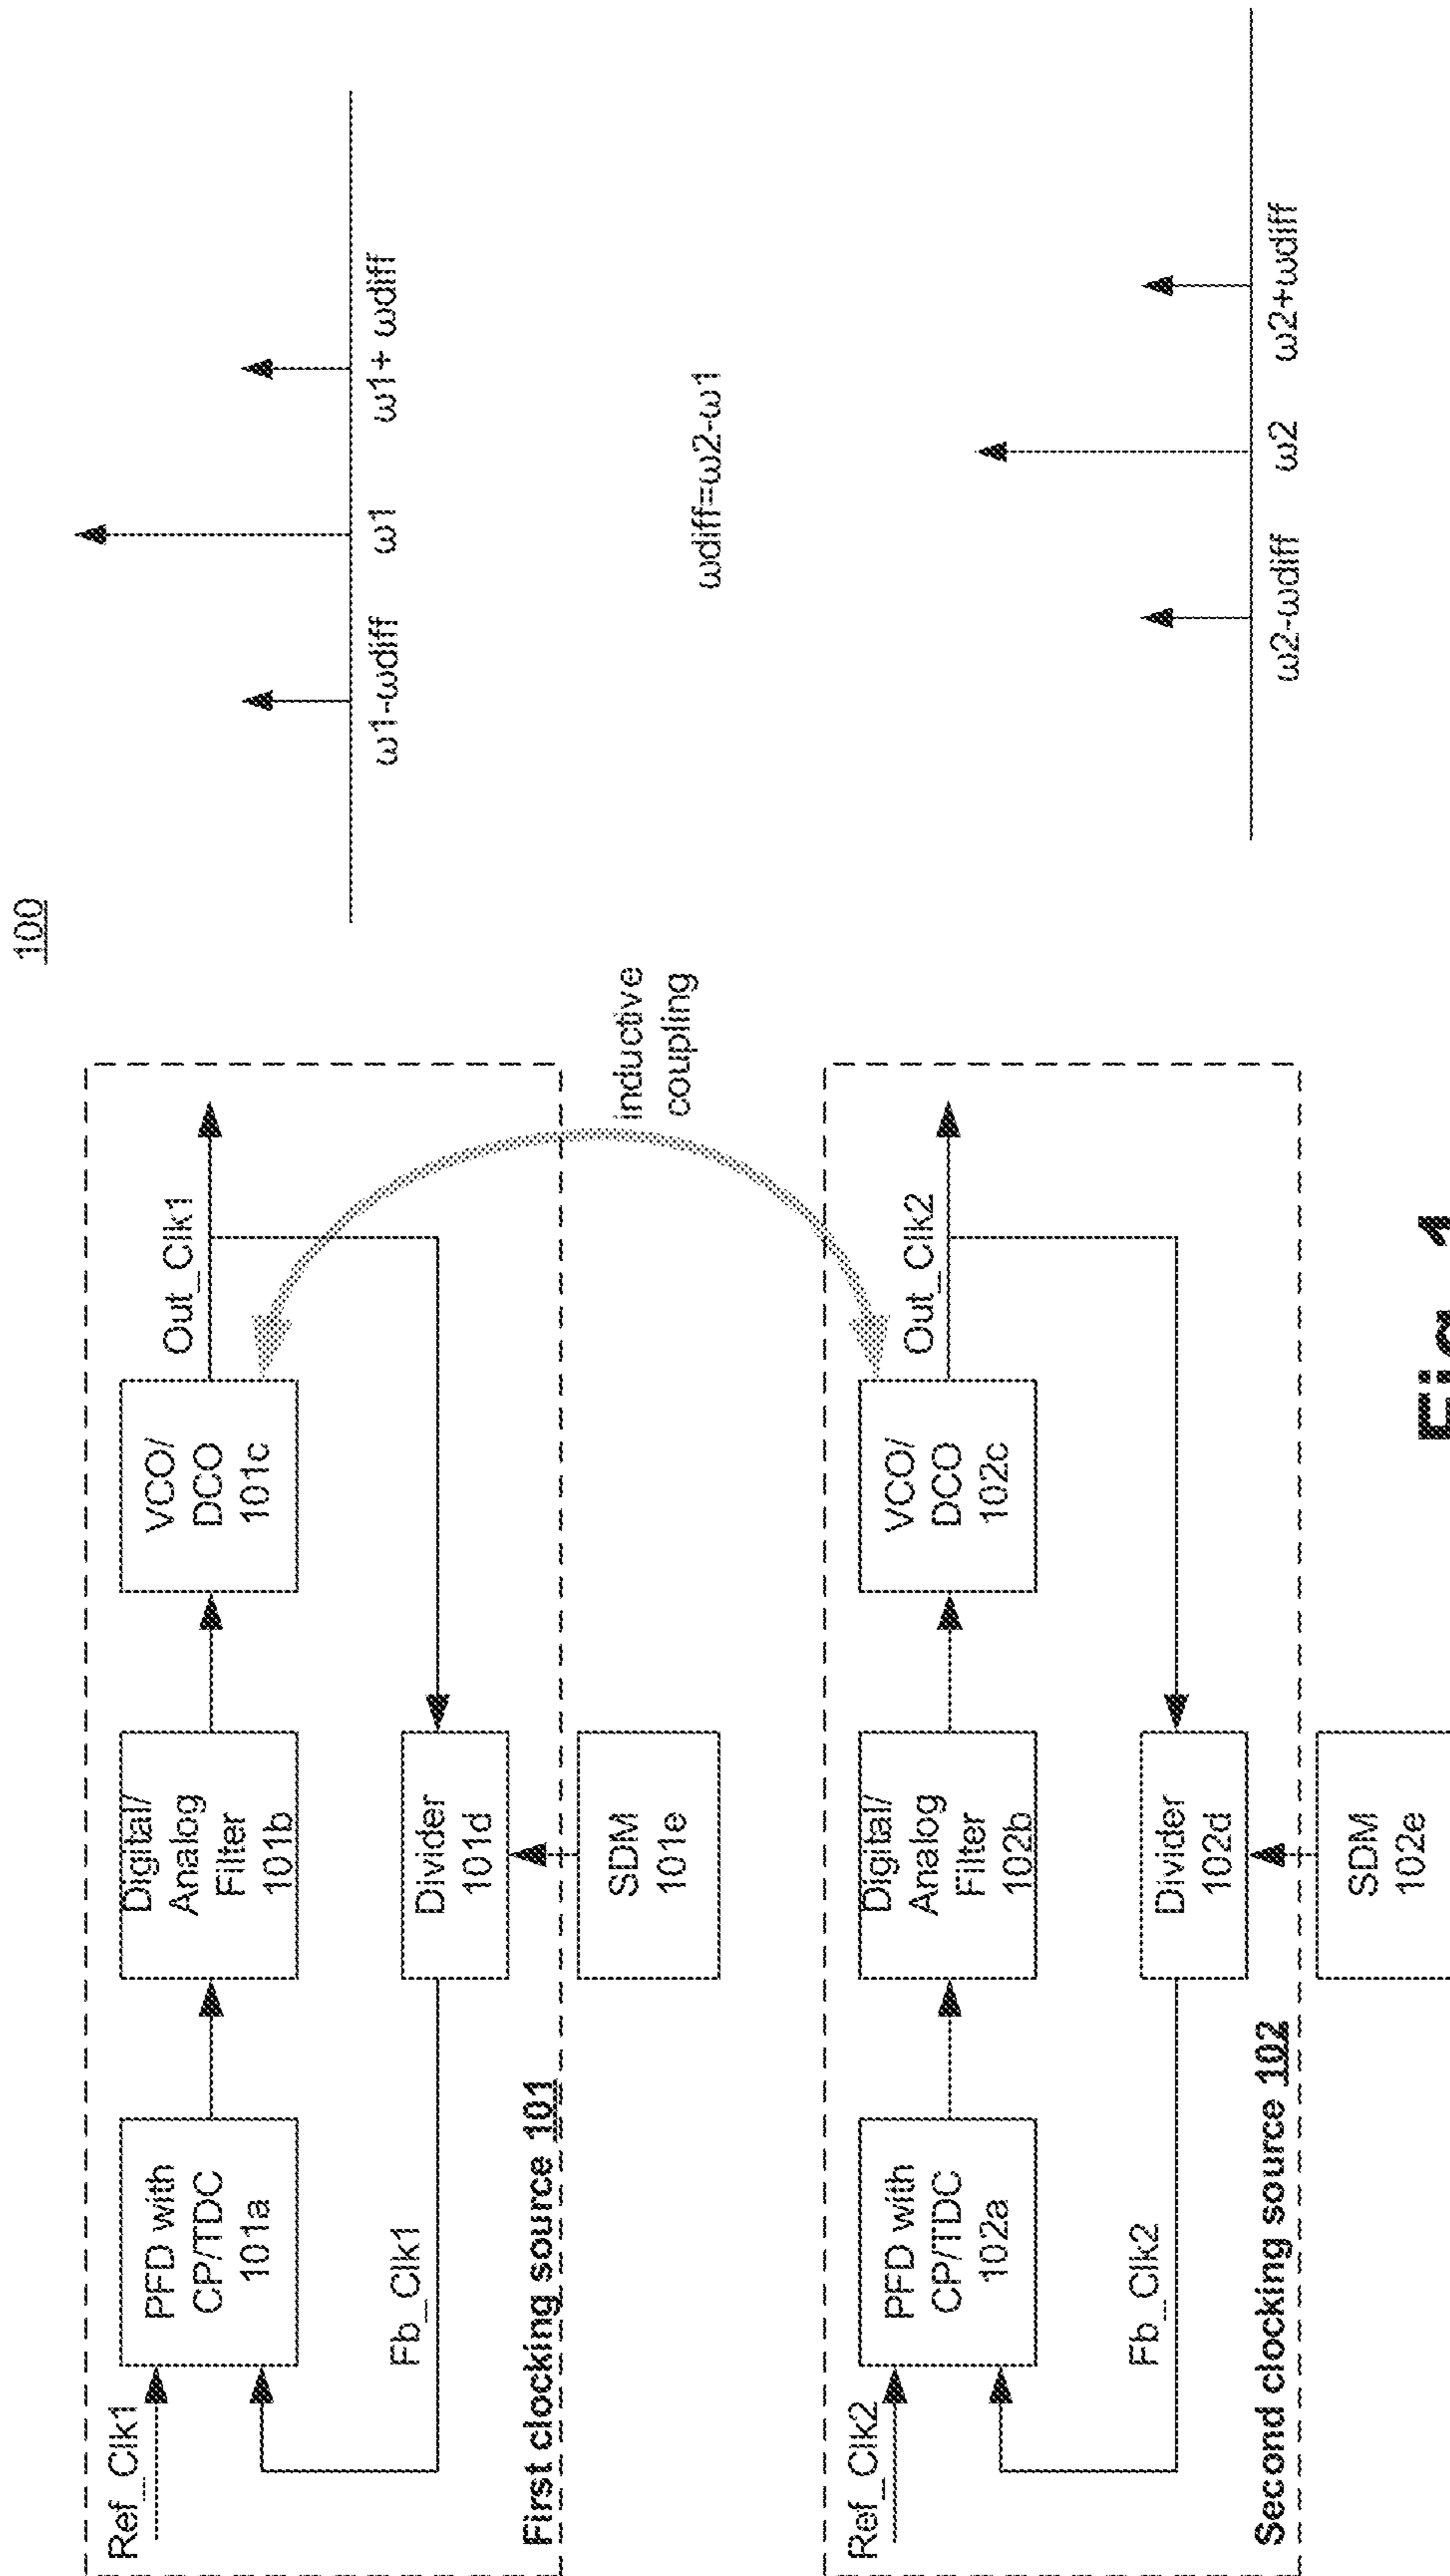 100
Ref_Clk1
PFD with
CP/TDC
101a
Digital/
Analog
Filter
101b
VCO/
DCO
101c
Out_Clk1
Fb_Clk1
Divider
101d
First clocking source 101
SDM
101e
inductive
coupling
Ref_Clk2
PFD with
CP/TDC
102a
Digital/
Analog
Filter
102b
VCO/
DCO
102c
Out_Clk2
Fb_Clk2
Divider
102d
Second clocking source 102
SDM
102e
ω1-ωdiff
ω1
ω1+ ωdiff
ωdiff=ω2-ω1
ω2-ωdiff
ω2
ω2+ωdiff
Fig. 1